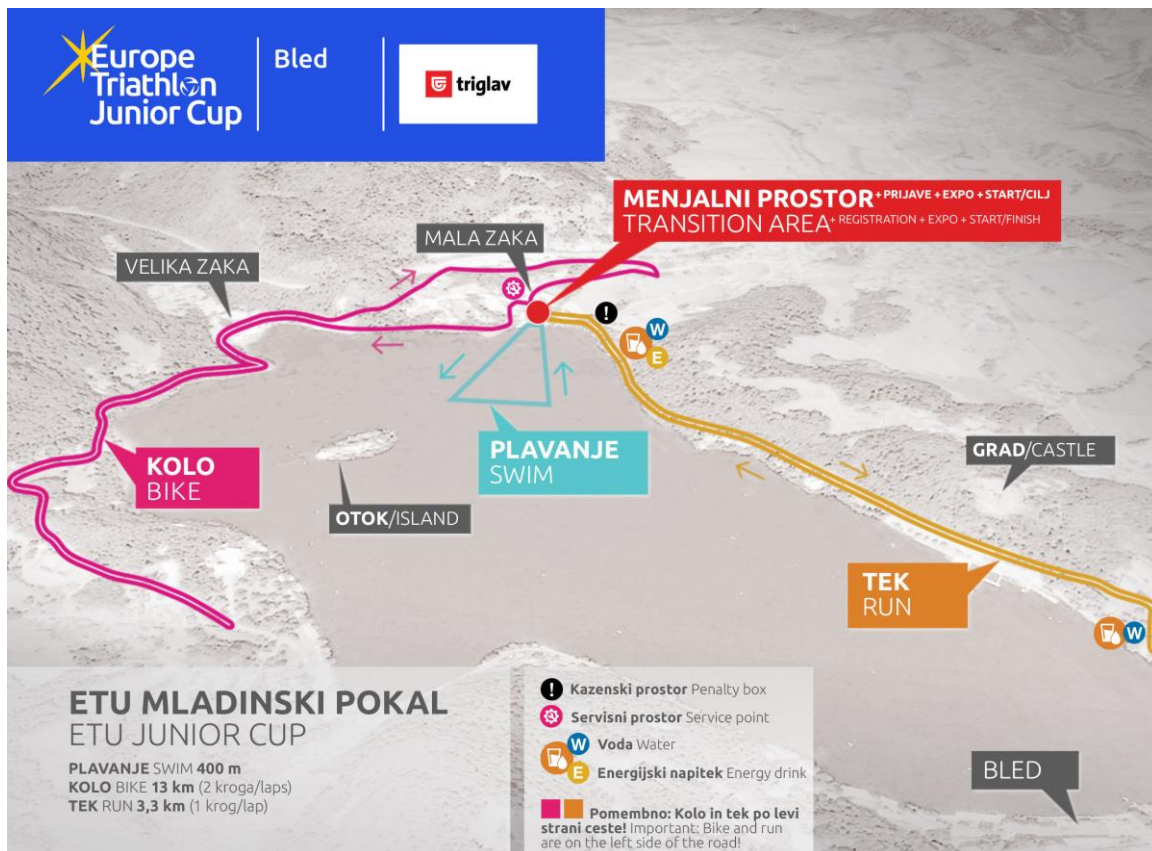 Europe
Triathlon
Junior Cup
Bled
triglav
MENJALNI PROSTOR + PRIJAVE + EXPO + START/CILJ
TRANSITION AREA + REGISTRATION + EXPO + START/FINISH
MALA ZAKA
VELIKA ZAKA
!
W
E
PLAVANJE
SWIM
KOLO
BIKE
GRAD/CASTLE
OTOK/ISLAND
TEK
RUN
W
ETU MLADINSKI POKAL
ETU JUNIOR CUP
PLAVANJE SWIM 400 m
KOLO BIKE 13 km (2 kroga/laps)
TEK RUN 3,3 km (1 krog/lap)
! Kazenski prostor Penalty box
Servisni prostor Service point
W Voda Water
E Energijski napitek Energy drink
Pomembno: Kolo in tek po levi
strani ceste! Important: Bike and run
are on the left side of the road!
BLED